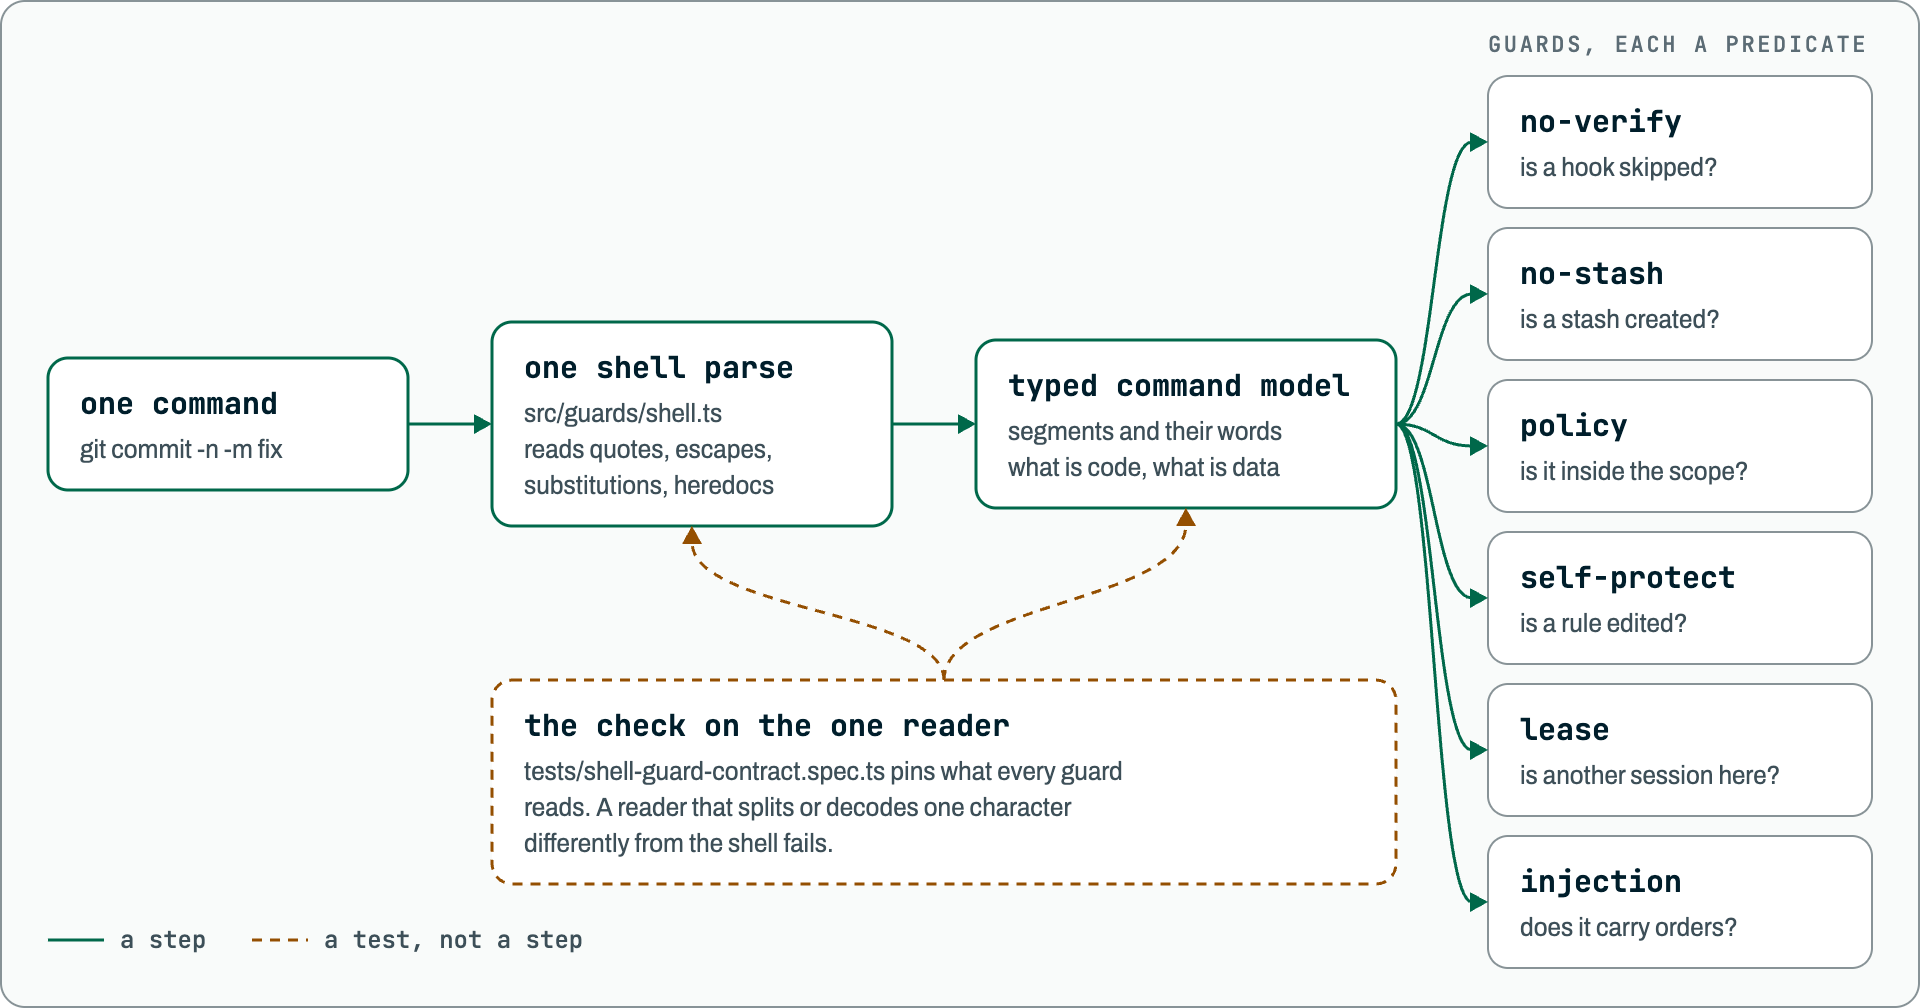 GUARDS, EACH A PREDICATE
one command
git commit -n -m fix
one shell parse
src/guards/shell.ts
reads quotes, escapes,
substitutions, heredocs
typed command model
segments and their words
what is code, what is data
no-verify
is a hook skipped?
no-stash
is a stash created?
policy
is it inside the scope?
self-protect
is a rule edited?
lease
is another session here?
injection
does it carry orders?
the check on the one reader
tests/shell-guard-contract.spec.ts pins what every guard
reads. A reader that splits or decodes one character
differently from the shell fails.
a step
a test, not a step